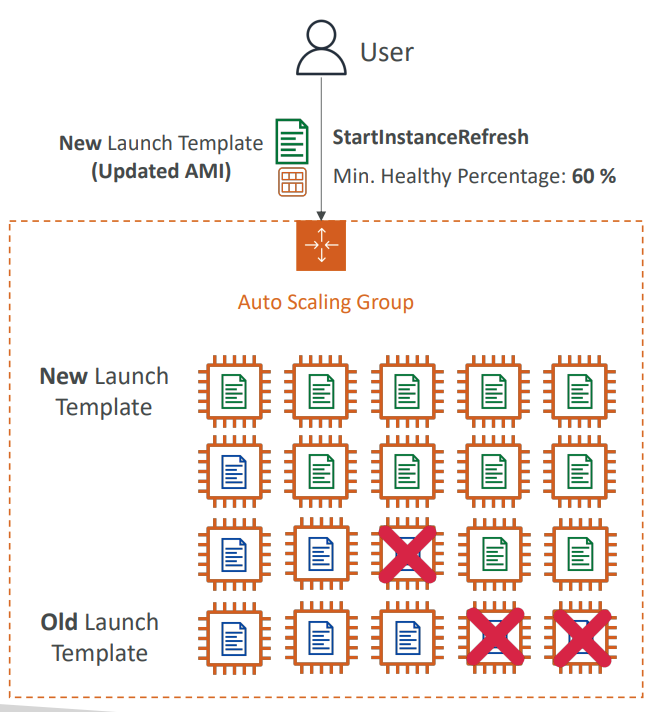 User
New Launch Template
(Updated AMI)
StartInstanceRefresh
Min. Healthy Percentage: 60 %
Auto Scaling Group
New Launch
Template
Old Launch
Template